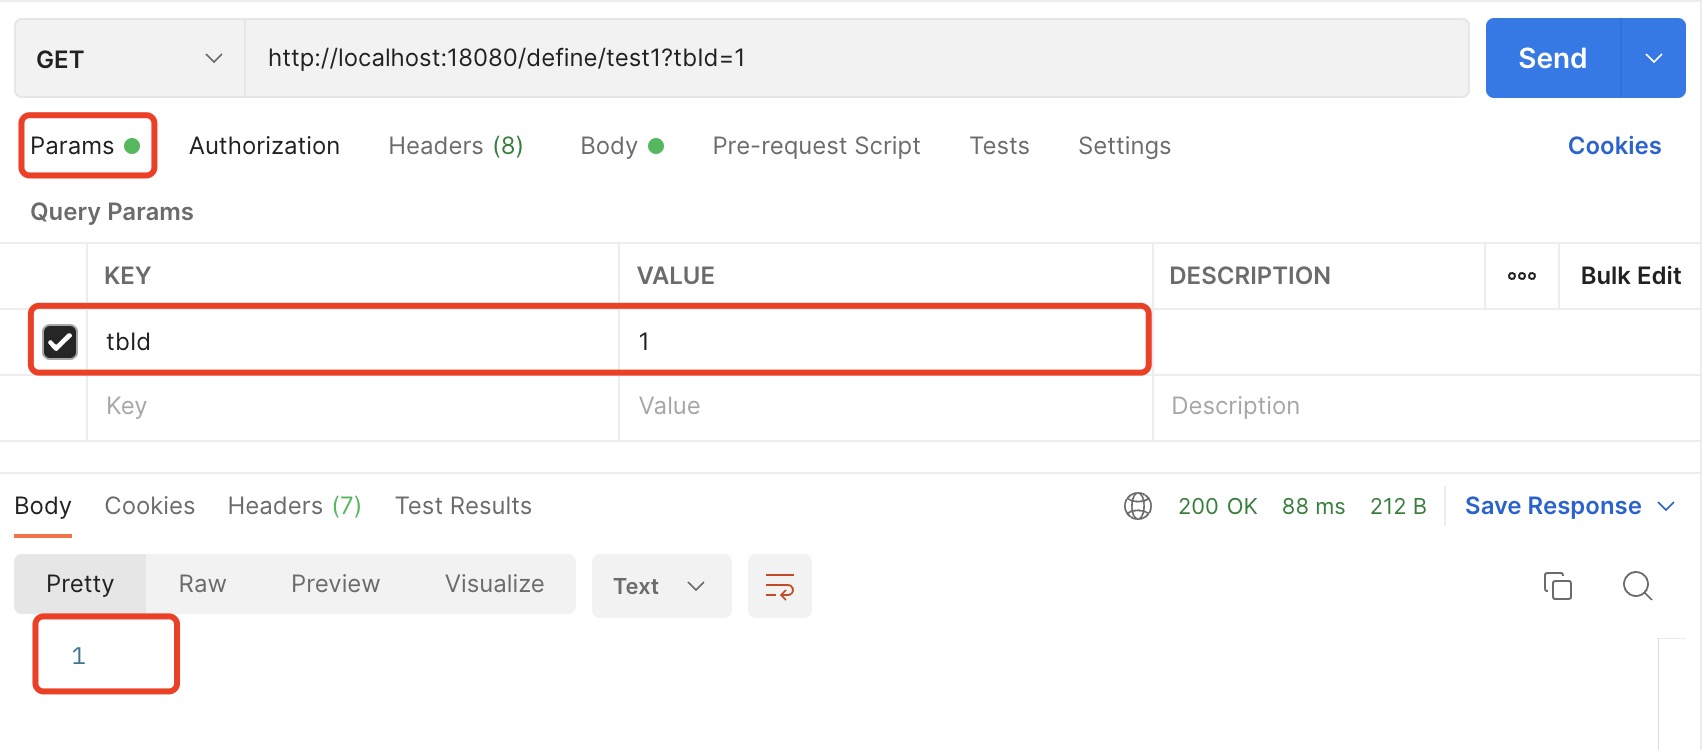 GET http://localhost:18080/define/test1?tbId=1 Send
Params Authorization Headers (8) Body Pre-request Script Tests Settings Cookies
Query Params
KEY VALUE DESCRIPTION ooo Bulk Edit
tbId 1
Key Value Description
Body Cookies Headers (7) Test Results 200 OK 88 ms 212 B Save Response
Pretty Raw Preview Visualize Text
1